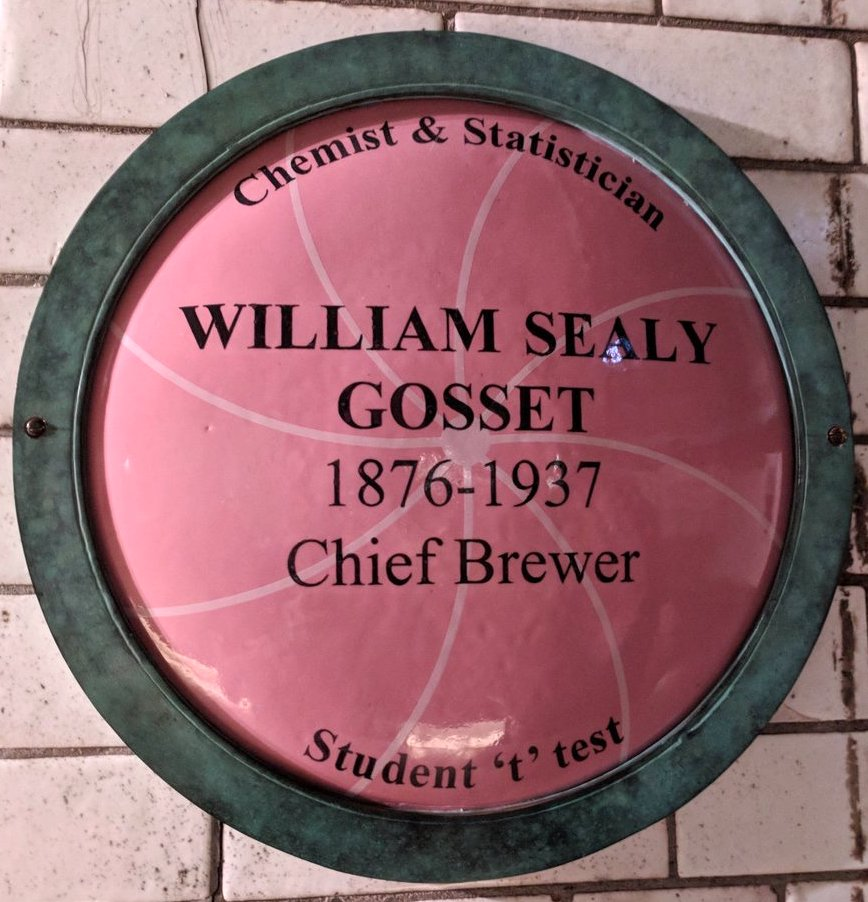 Chemist & Statistician
WILLIAM SEALY
GOSSET
1876-1937
Chief Brewer
Student ‘t’ test